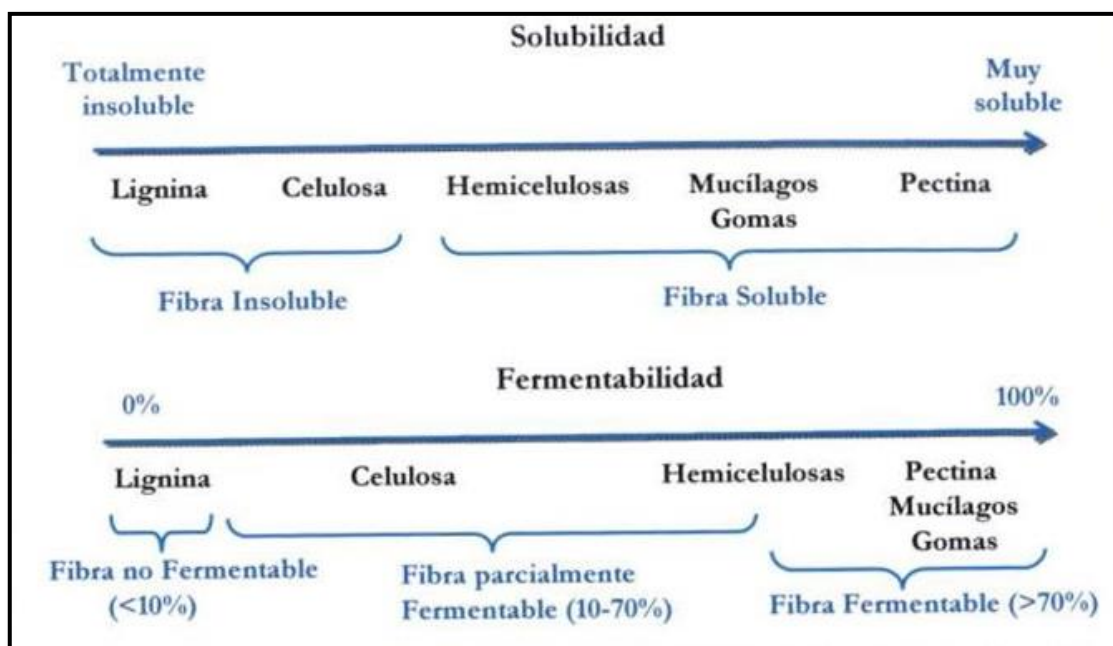 Solubilidad
Totalmente
insoluble
Muy
soluble
Lignina
Celulosa
Hemicelulosas
Mucílagos
Gomas
Pectina
Fibra Insoluble
Fibra Soluble
Fermentabilidad
0%
100%
Lignina
Celulosa
Hemicelulosas
Pectina
Mucílagos
Gomas
Fibra no Fermentable
(<10%)
Fibra parcialmente
Fermentable (10-70%)
Fibra Fermentable (>70%)